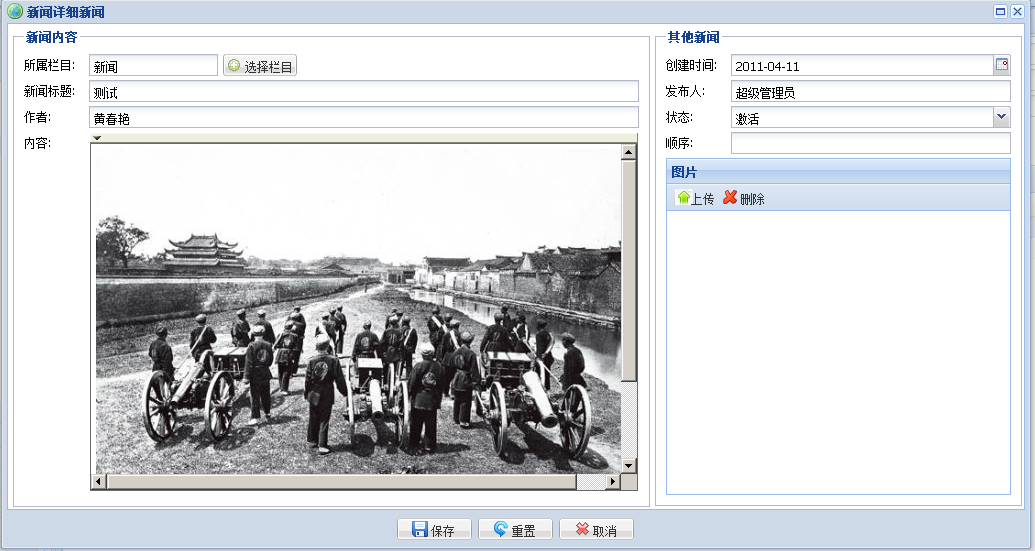 新闻详细新闻
新闻内容
所属栏目: 新闻 选择栏目
新闻标题: 测试
作者: 黄春艳
内容:
其他新闻
创建时间: 2011-04-11
发布人: 超级管理员
状态: 激活
顺序:
图片
上传 删除
保存 重置 取消